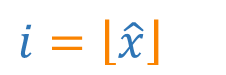 i = ⌊x̂⌋